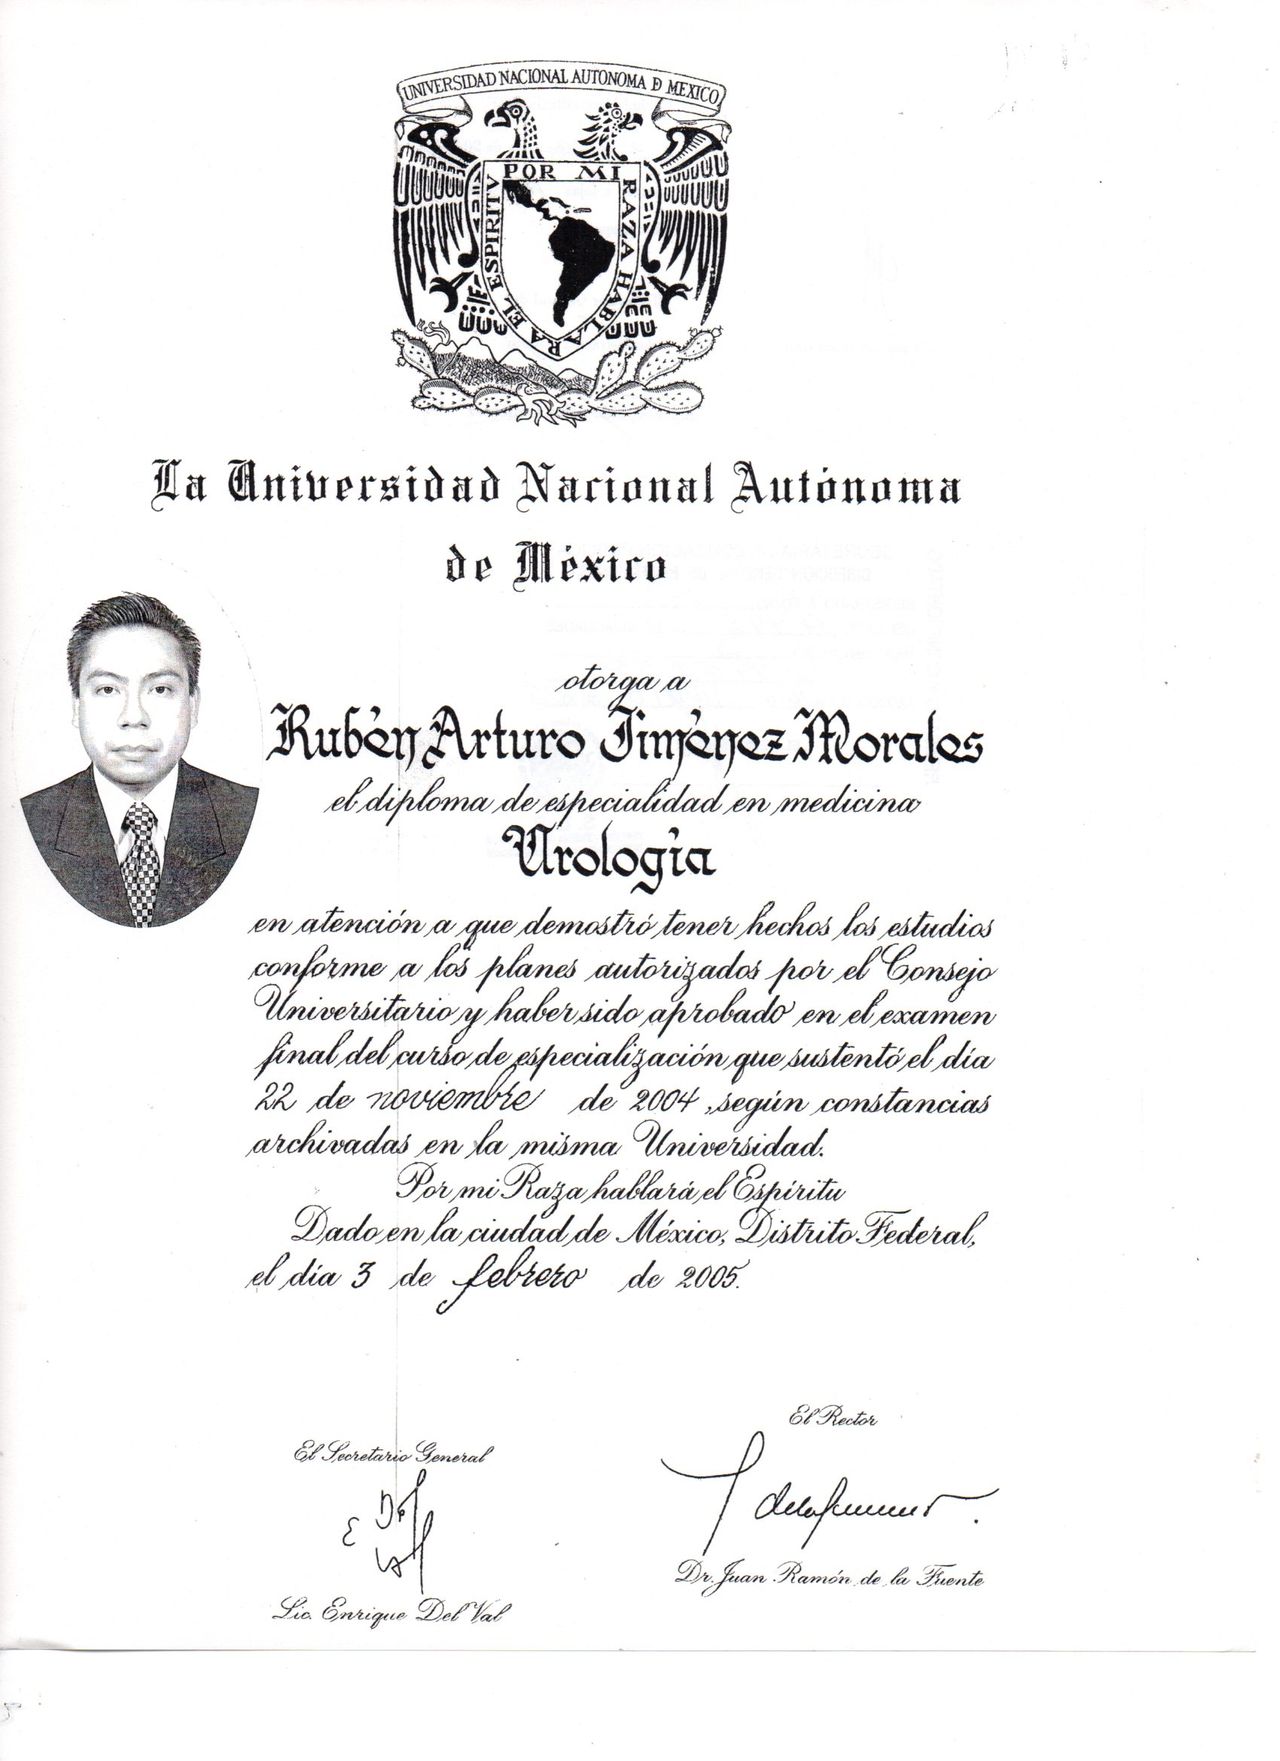 UNIVERSIDAD NACIONAL AUTONOMA D MEXICO
POR MI RAZA HABLARA EL ESPIRITV
La Universidad Nacional Autónoma
de México
otorga a
Rubén Arturo Jiménez Morales
el diploma de especialidad en medicina
Urología
en atención a que demostró tener hechos los estudios
conforme a los planes autorizados por el Consejo
Universitario y haber sido aprobado en el examen
final del curso de especialización que sustentó el día
22 de noviembre de 2004, según constancias
archivadas en la misma Universidad.
Por mi Raza hablará el Espíritu
Dado en la ciudad de México, Distrito Federal,
el día 3 de febrero de 2005.
El Rector
El Secretario General
Dr. Juan Ramón de la Fuente
Lic. Enrique Del Val